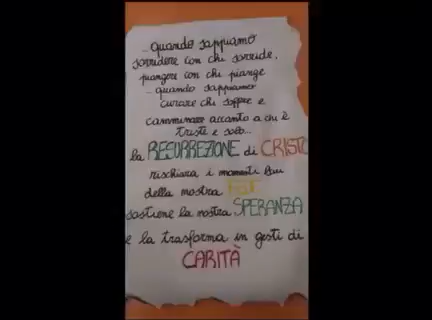 ...quando sappiamo
sorridere con chi sorride,
piangere con chi piange
...quando sappiamo
curare chi soffre e
camminare accanto a chi è
triste e solo...
la RESURREZIONE di CRISTO
rischiara i momenti bui
della nostra FEDE
sostiene la nostra SPERANZA
e la trasforma in gesti di
CARITÀ